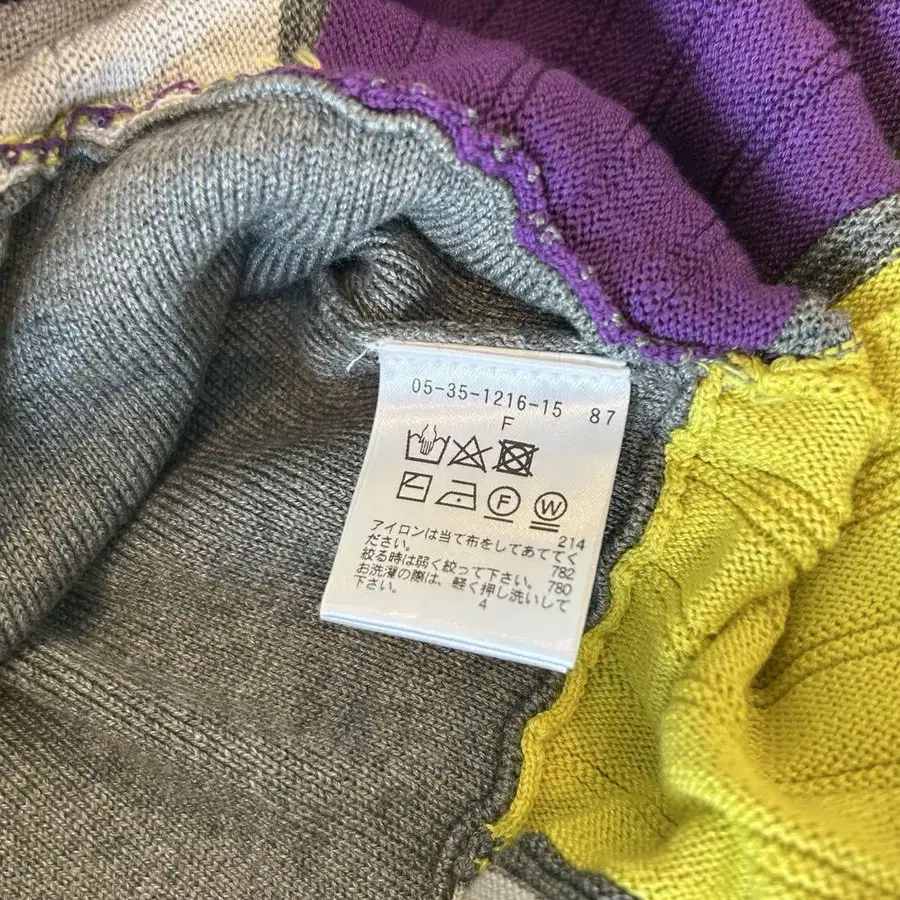 05-35-1216-15 87
F
F W
アイロンは当て布をしてあててく 214
ださい。
絞る時は弱く絞って下さい。 782
お洗濯の際は、軽く押し洗いして 780
下さい。
4